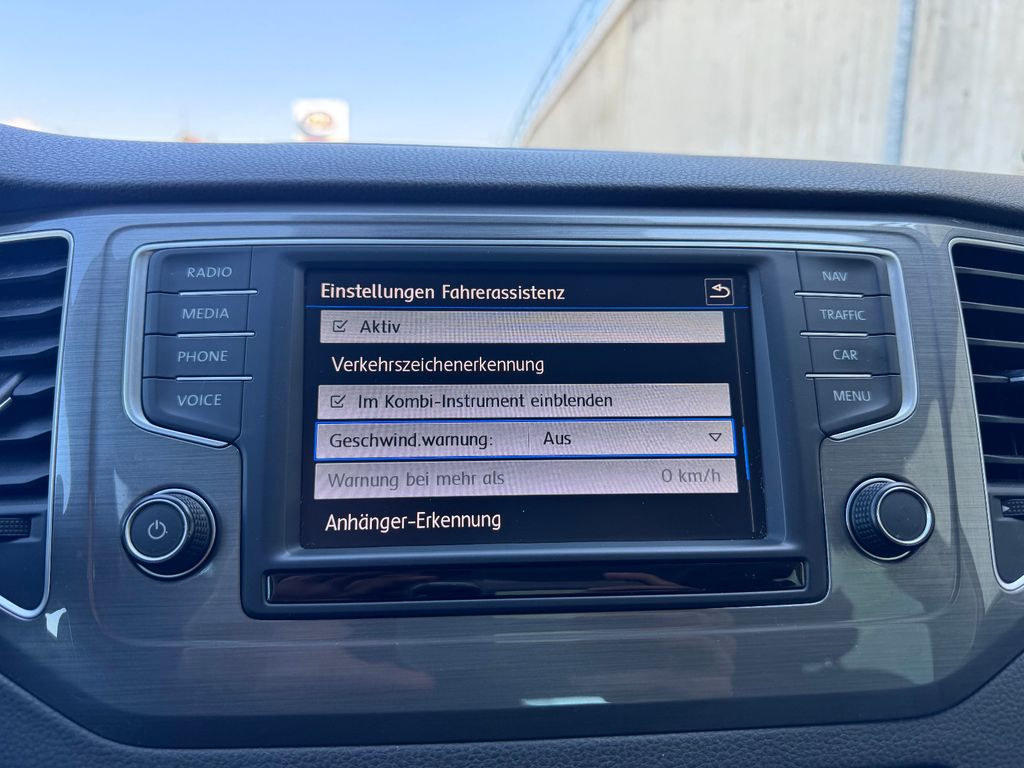 RADIO
MEDIA
PHONE
VOICE
Einstellungen Fahrerassistenz
Aktiv
Verkehrszeichenerkennung
Im Kombi-Instrument einblenden
Geschwind.warnung: Aus
Warnung bei mehr als 0 km/h
Anhänger-Erkennung
NAV
TRAFFIC
CAR
MENU